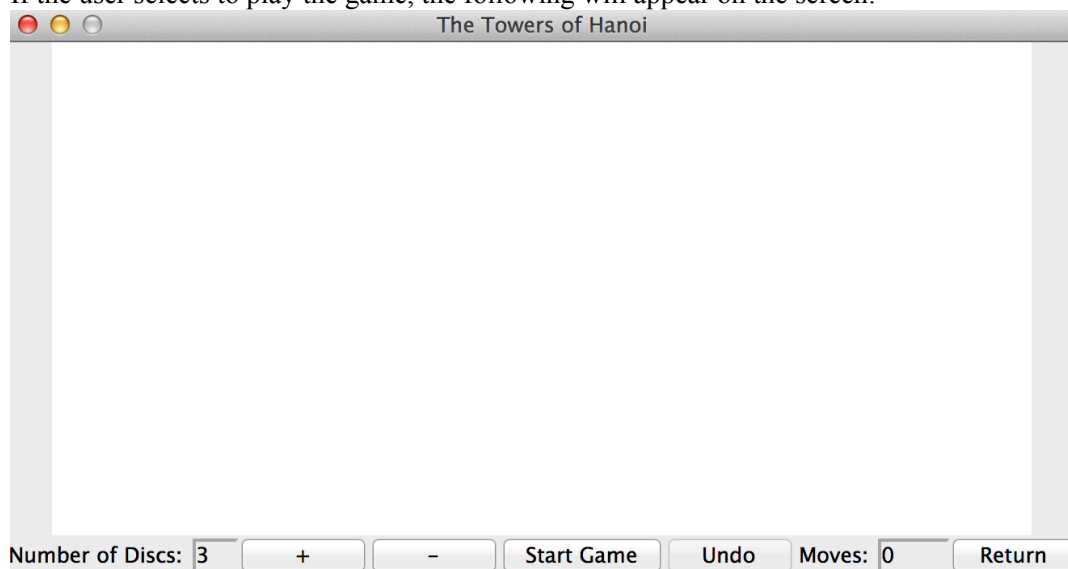 If the user selects to play the game, the following will appear on the screen:
The Towers of Hanoi
Number of Discs: 3 + - Start Game Undo Moves: 0 Return